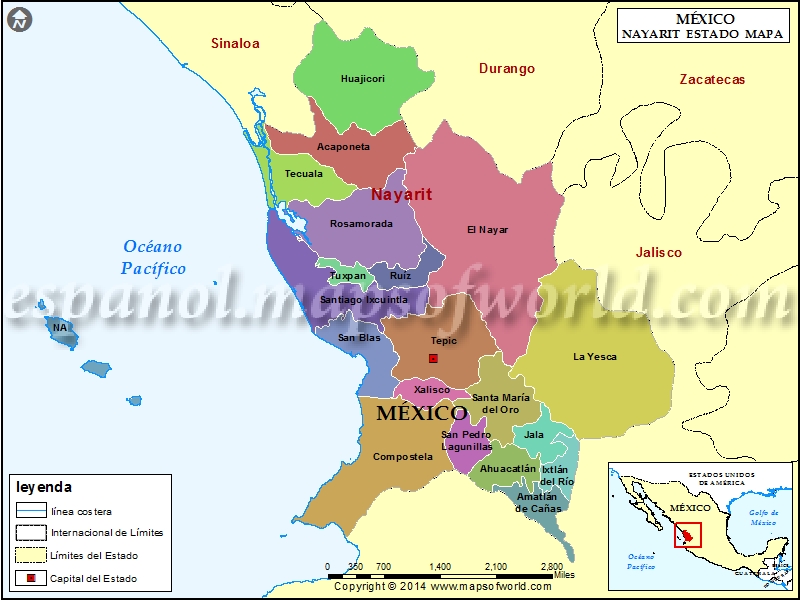 N
MÉXICO
NAYARIT ESTADO MAPA
Sinaloa
Durango
Zacatecas
Huajicori
Acaponeta
Tecuala
Nayarit
Rosamorada
El Nayar
Océano
Pacífico
Jalisco
Tuxpan
Ruíz
espanol.mapsofworld.com
Santiago Ixcuintla
NA
San Blas
Tepic
La Yesca
Xalisco
Santa María
del Oro
MÉXICO
San Pedro
Lagunillas
Jala
Compostela
Ahuacatlán
Ixtlán
del Río
Amatlán
de Cañas
leyenda
línea costera
Internacional de Límites
Límites del Estado
Capital del Estado
ESTADOS UNIDOS
DE AMÉRICA
MÉXICO
Golfo de
México
Océano
Pacífico
0 350 700 1,400 2,100 2,800
Miles
Copyright © 2014 www.mapsofworld.com